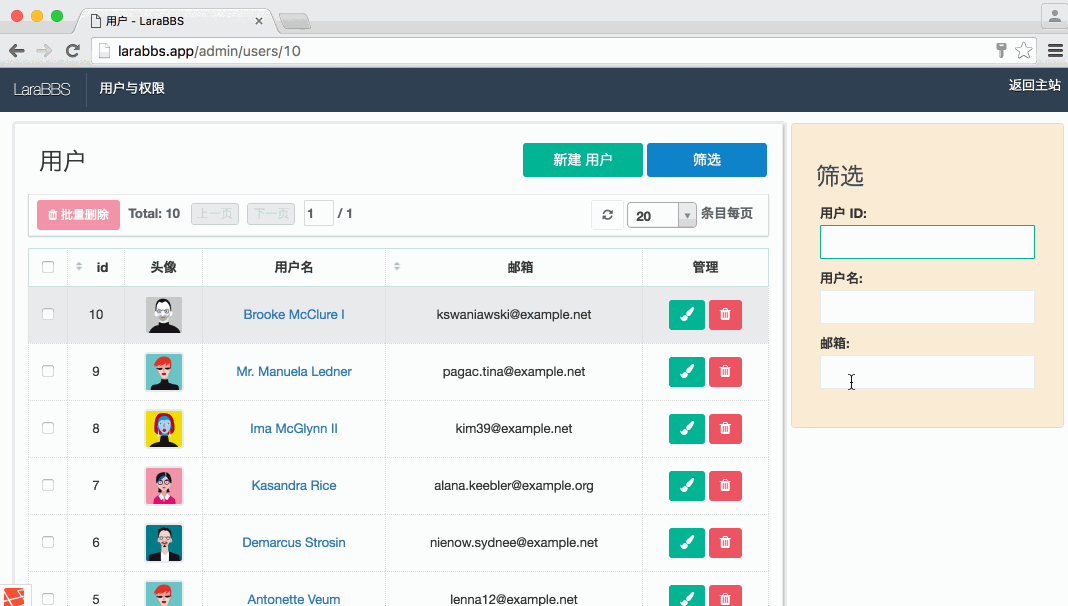 用户 - LaraBBS
larabbs.app/admin/users/10
LaraBBS 用户与权限 返回主站
用户 新建 用户 筛选
批量删除 Total: 10 上一页 下一页 1 / 1 20 条目每页
id 头像 用户名 邮箱 管理
10 Brooke McClure I kswaniawski@example.net
9 Mr. Manuela Ledner pagac.tina@example.net
8 Ima McGlynn II kim39@example.net
7 Kasandra Rice alana.keebler@example.org
6 Demarcus Strosin nienow.sydnee@example.net
5 Antonette Veum lenna12@example.net
筛选
用户 ID:
用户名:
邮箱: